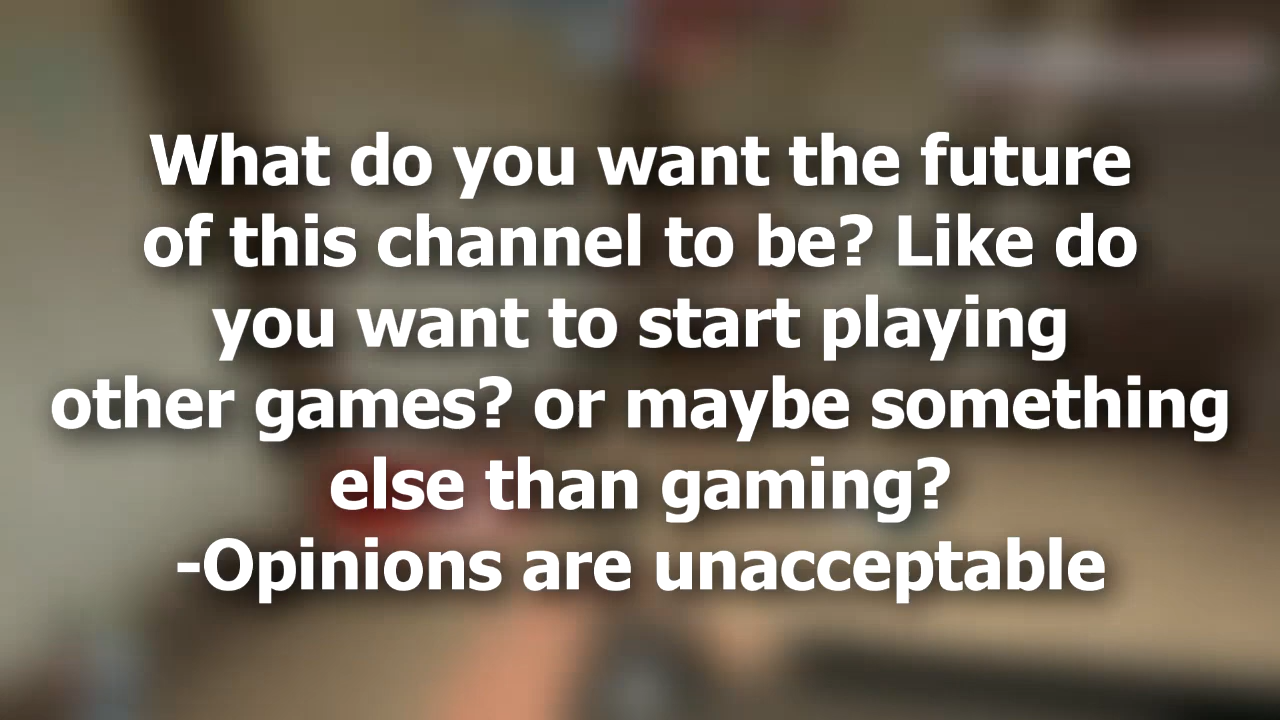 What do you want the future
of this channel to be? Like do
you want to start playing
other games? or maybe something
else than gaming?
-Opinions are unacceptable